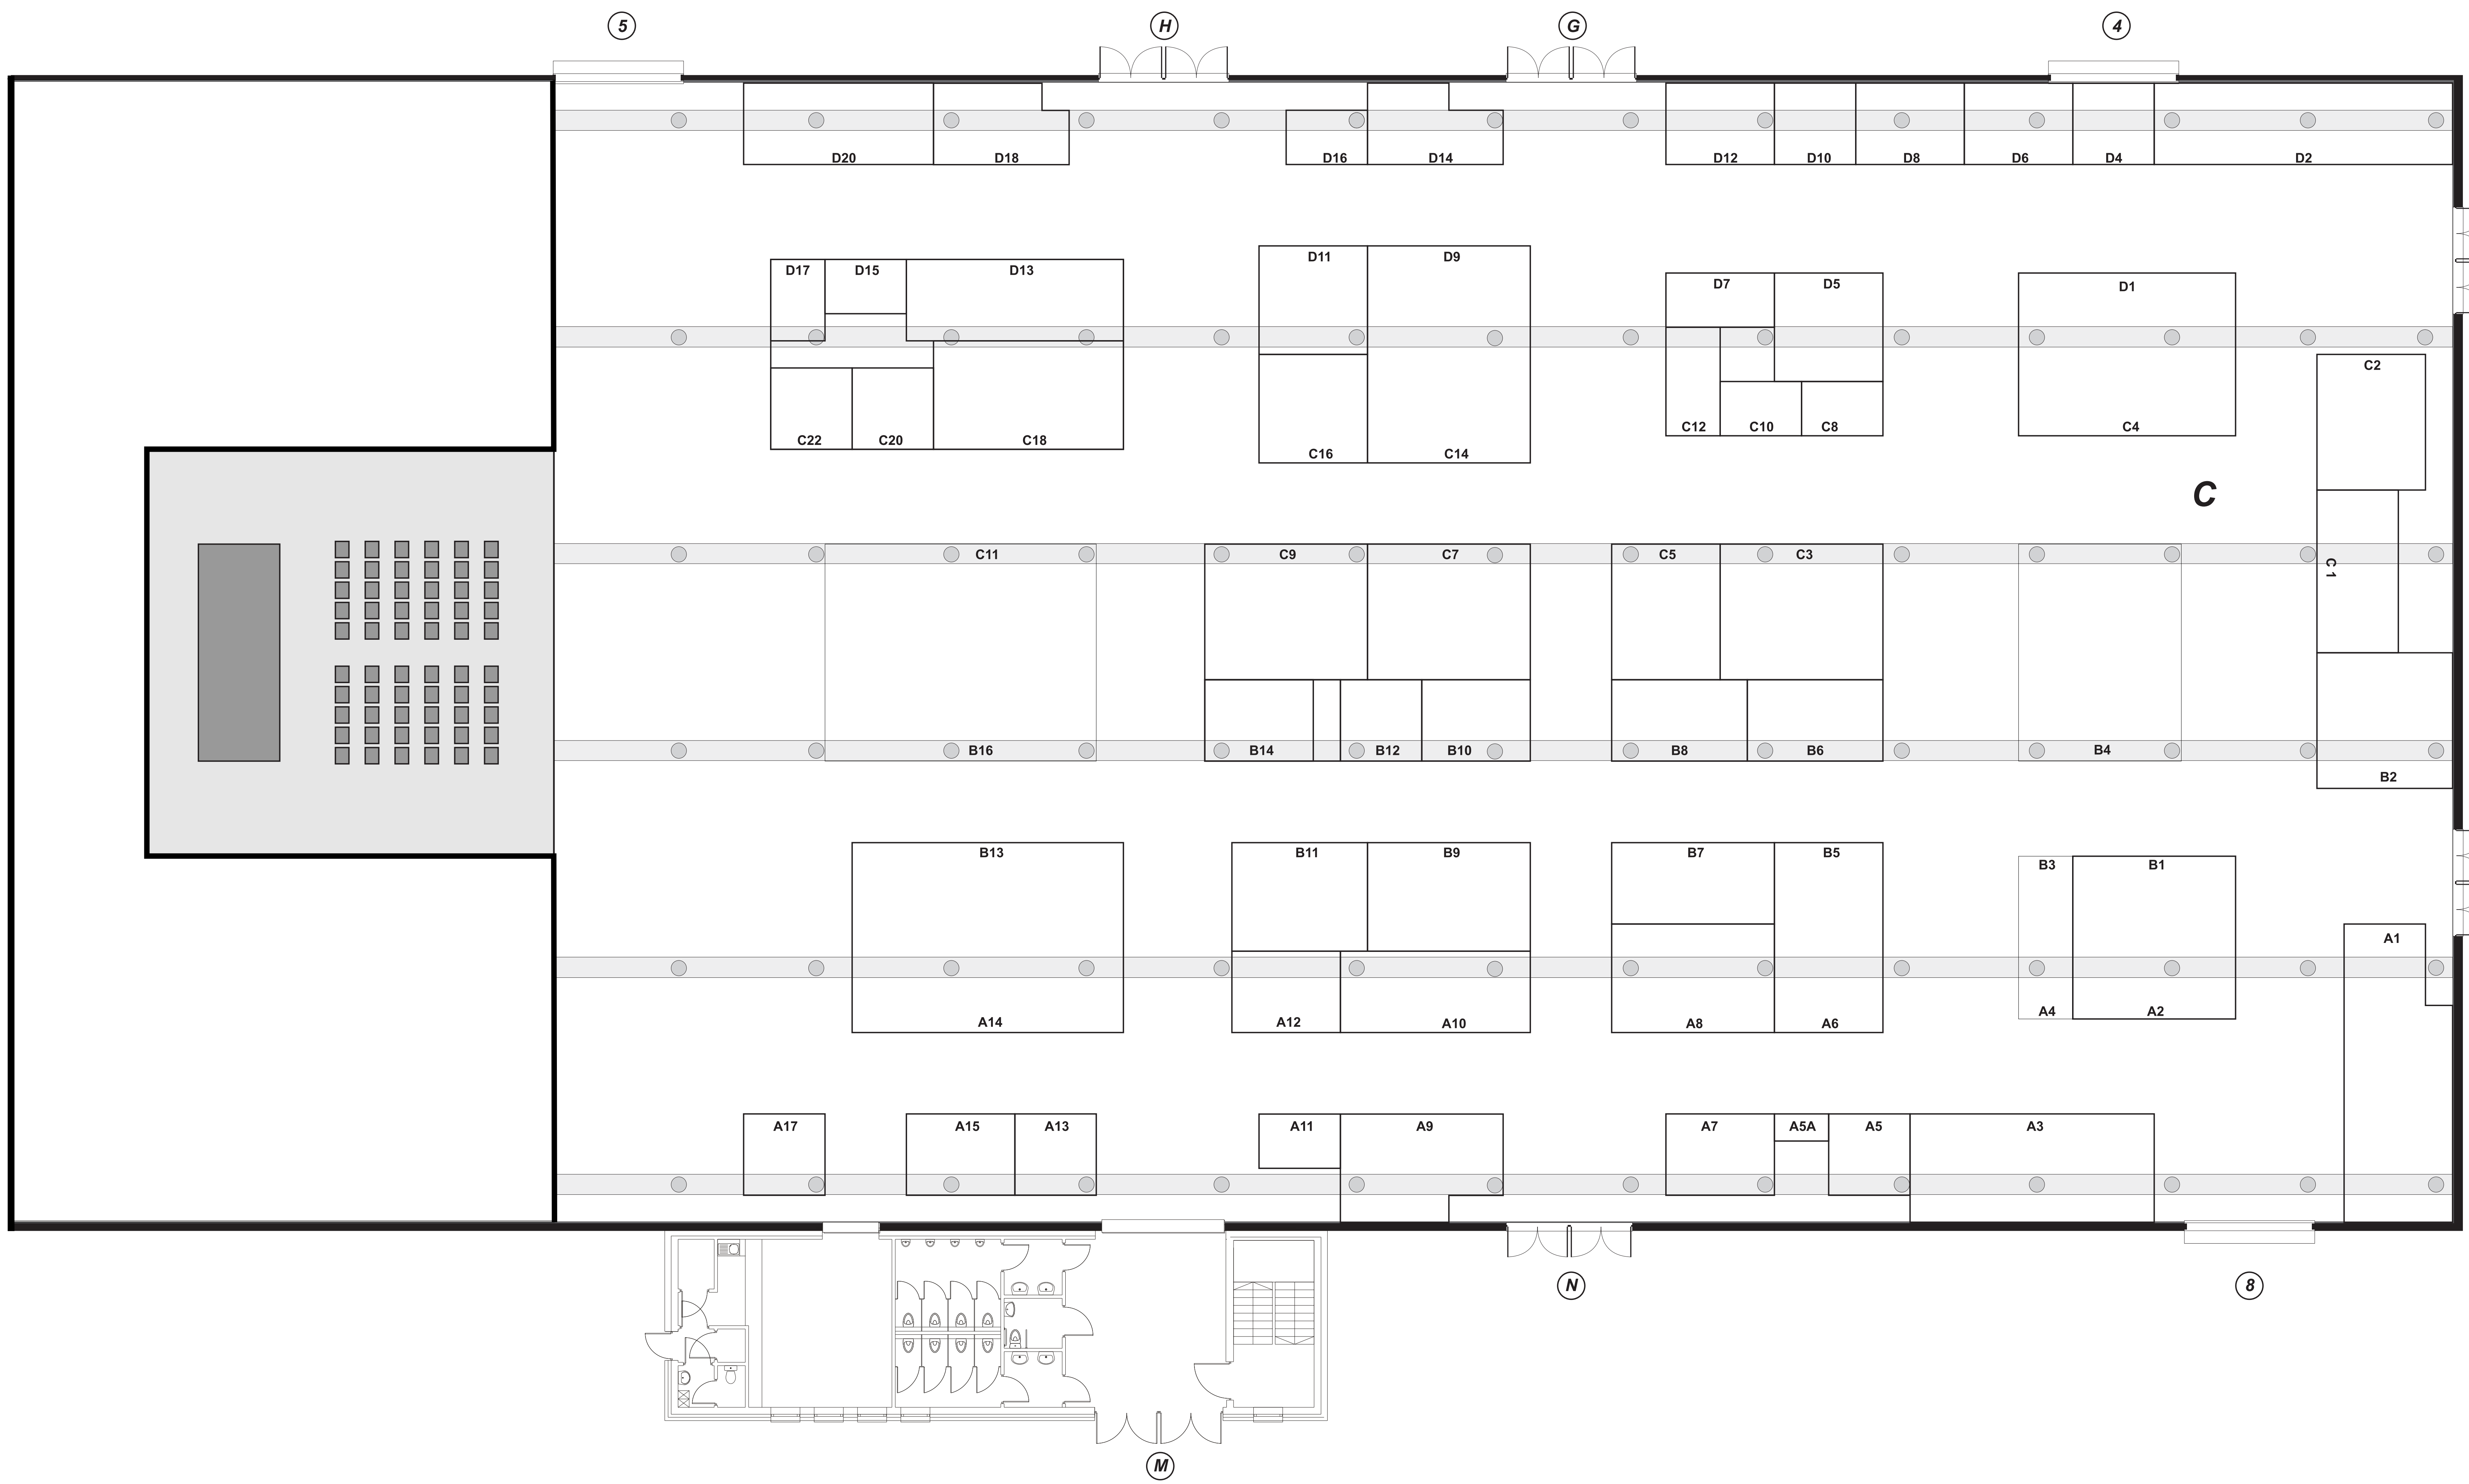 5 H G 4
D20 D18 D16 D14 D12 D10 D8 D6 D4 D2
D17 D15 D13 D11 D9 D7 D5 D1
C2
C22 C20 C18 C16 C14 C12 C10 C8 C4
C
C11 C9 C7 C5 C3
C 1
B16 B14 B12 B10 B8 B6 B4
B2
B13 B11 B9 B7 B5 B3 B1
A1
A14 A12 A10 A8 A6 A4 A2
A17 A15 A13 A11 A9 A7 A5A A5 A3
N 8
M